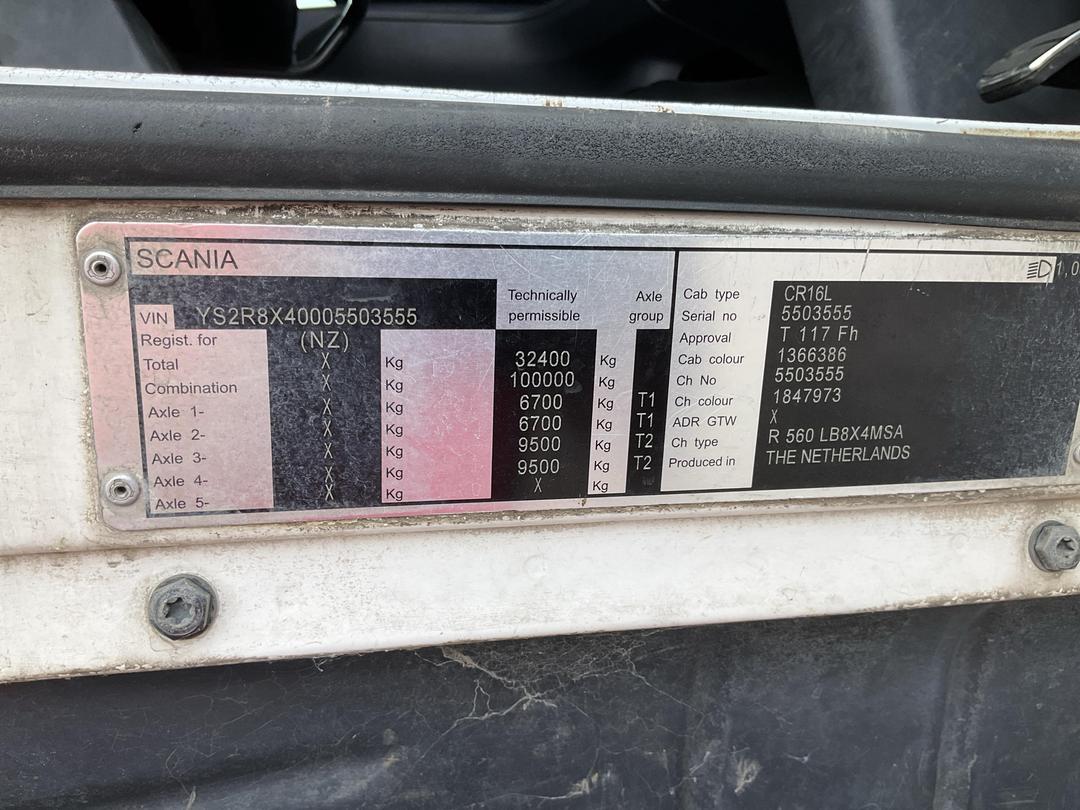 SCANIA
VIN YS2R8X40005503555
Technically permissible Axle group
Regist. for (NZ)
Total X Kg 32400 Kg
Combination X Kg 100000 Kg
Axle 1- X Kg 6700 Kg T1
Axle 2- X Kg 6700 Kg T1
Axle 3- X Kg 9500 Kg T2
Axle 4- X Kg 9500 Kg T2
Axle 5- X Kg X Kg
1,0
Cab type CR16L
Serial no 5503555
Approval T 117 Fh
Cab colour 1366386
Ch No 5503555
Ch colour 1847973
ADR GTW X
Ch type R 560 LB8X4MSA
Produced in THE NETHERLANDS